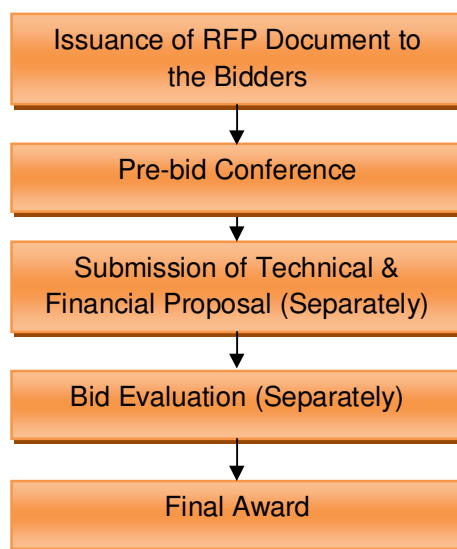 Issuance of RFP Document to
the Bidders
Pre-bid Conference
Submission of Technical &
Financial Proposal (Separately)
Bid Evaluation (Separately)
Final Award